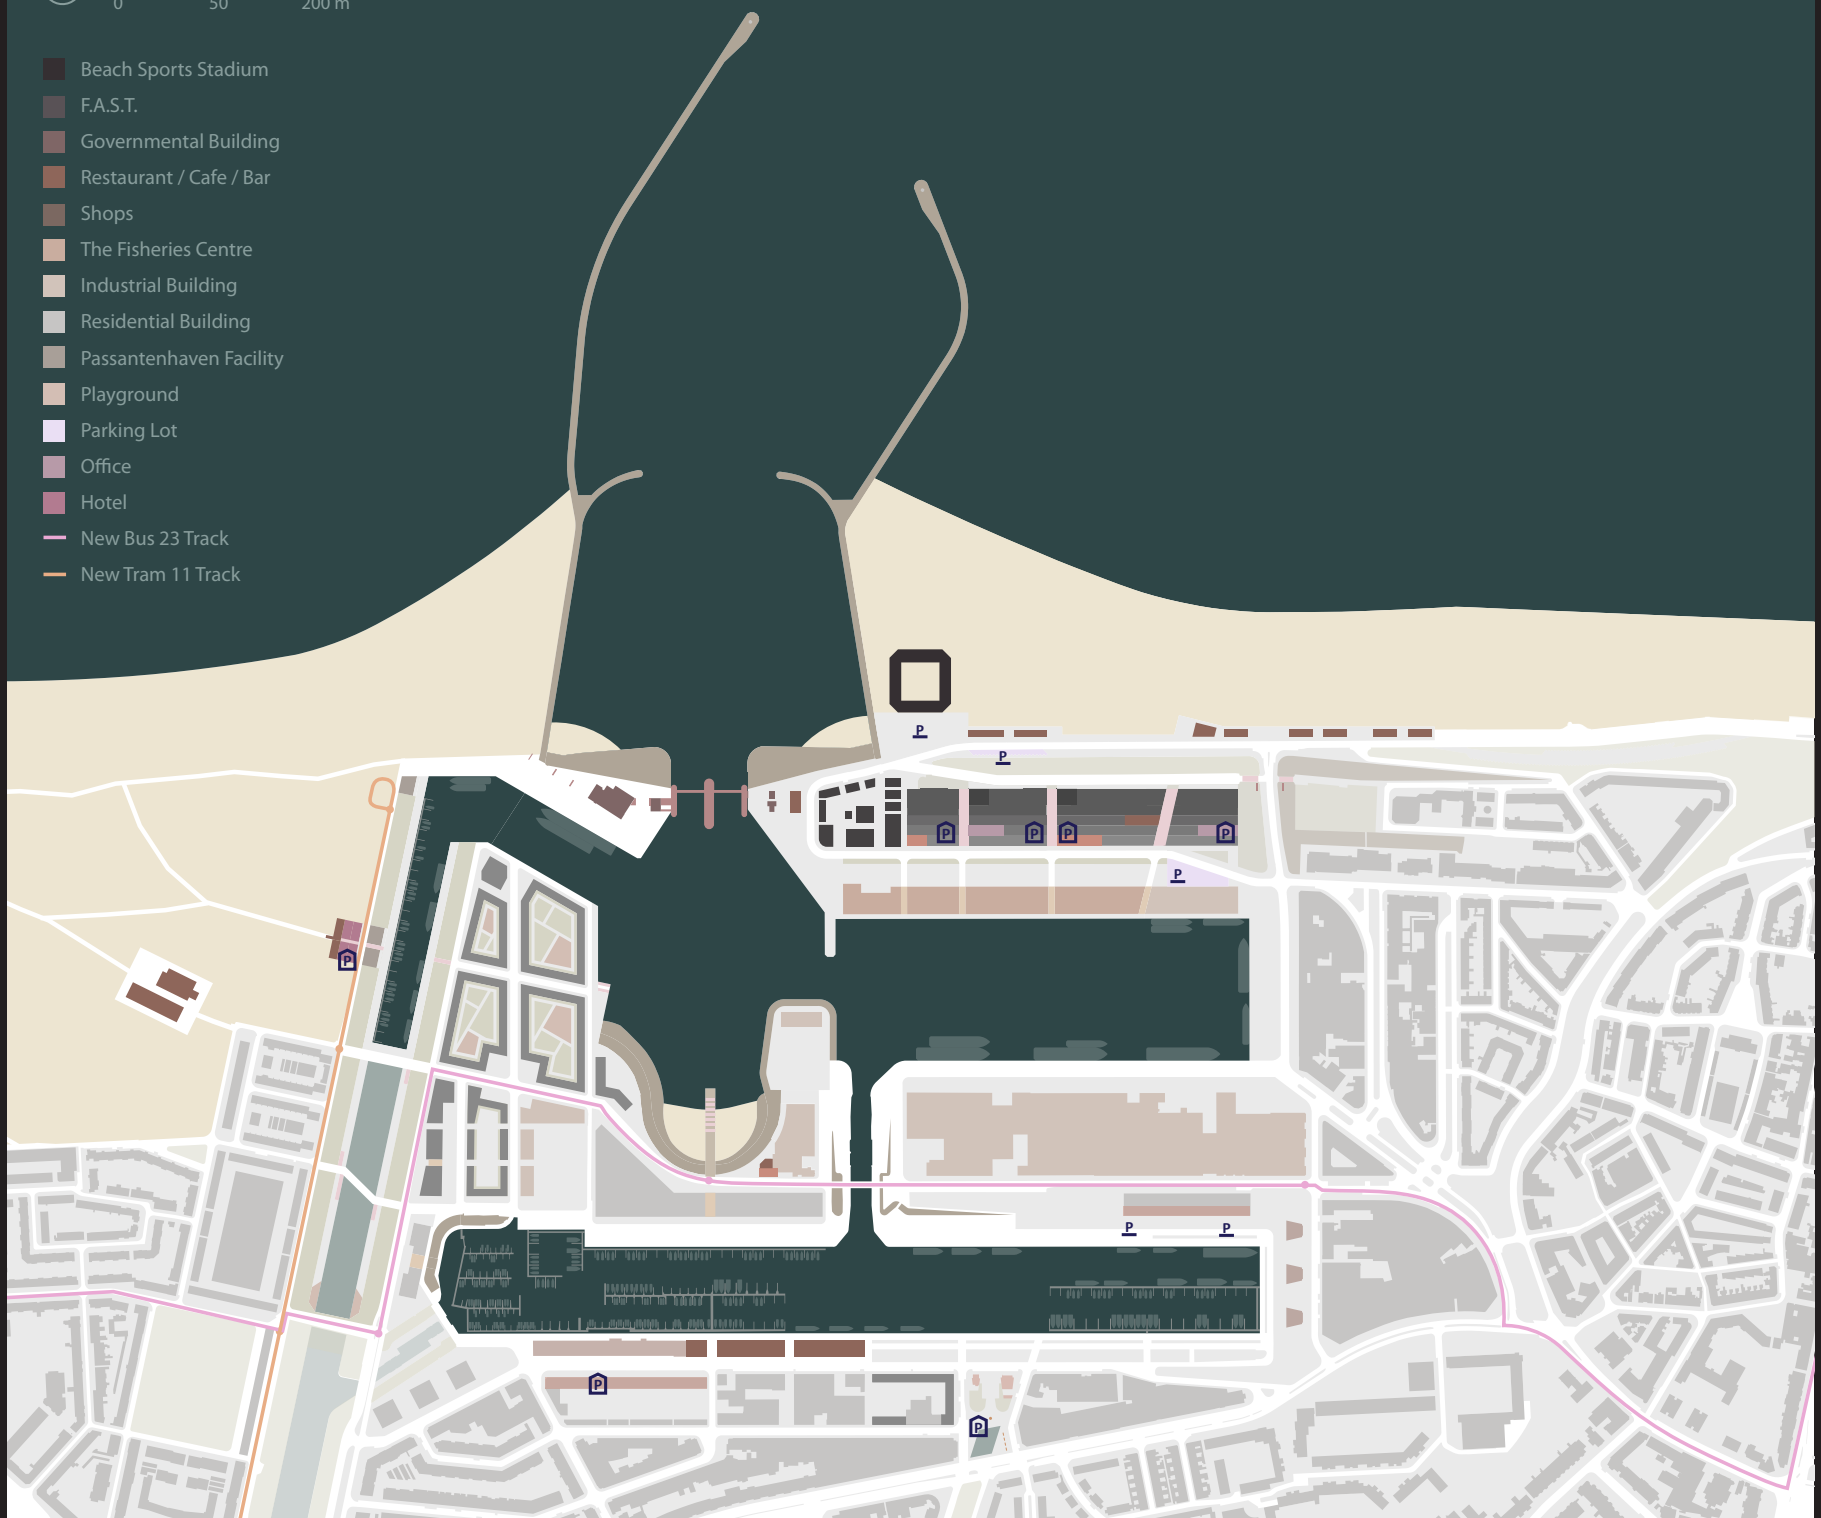 0 50 200 m
Beach Sports Stadium
F.A.S.T.
Governmental Building
Restaurant / Cafe / Bar
Shops
The Fisheries Centre
Industrial Building
Residential Building
Passantenhaven Facility
Playground
Parking Lot
Office
Hotel
New Bus 23 Track
New Tram 11 Track
P
P
P
P
P
P
P
P
P
P
P
P